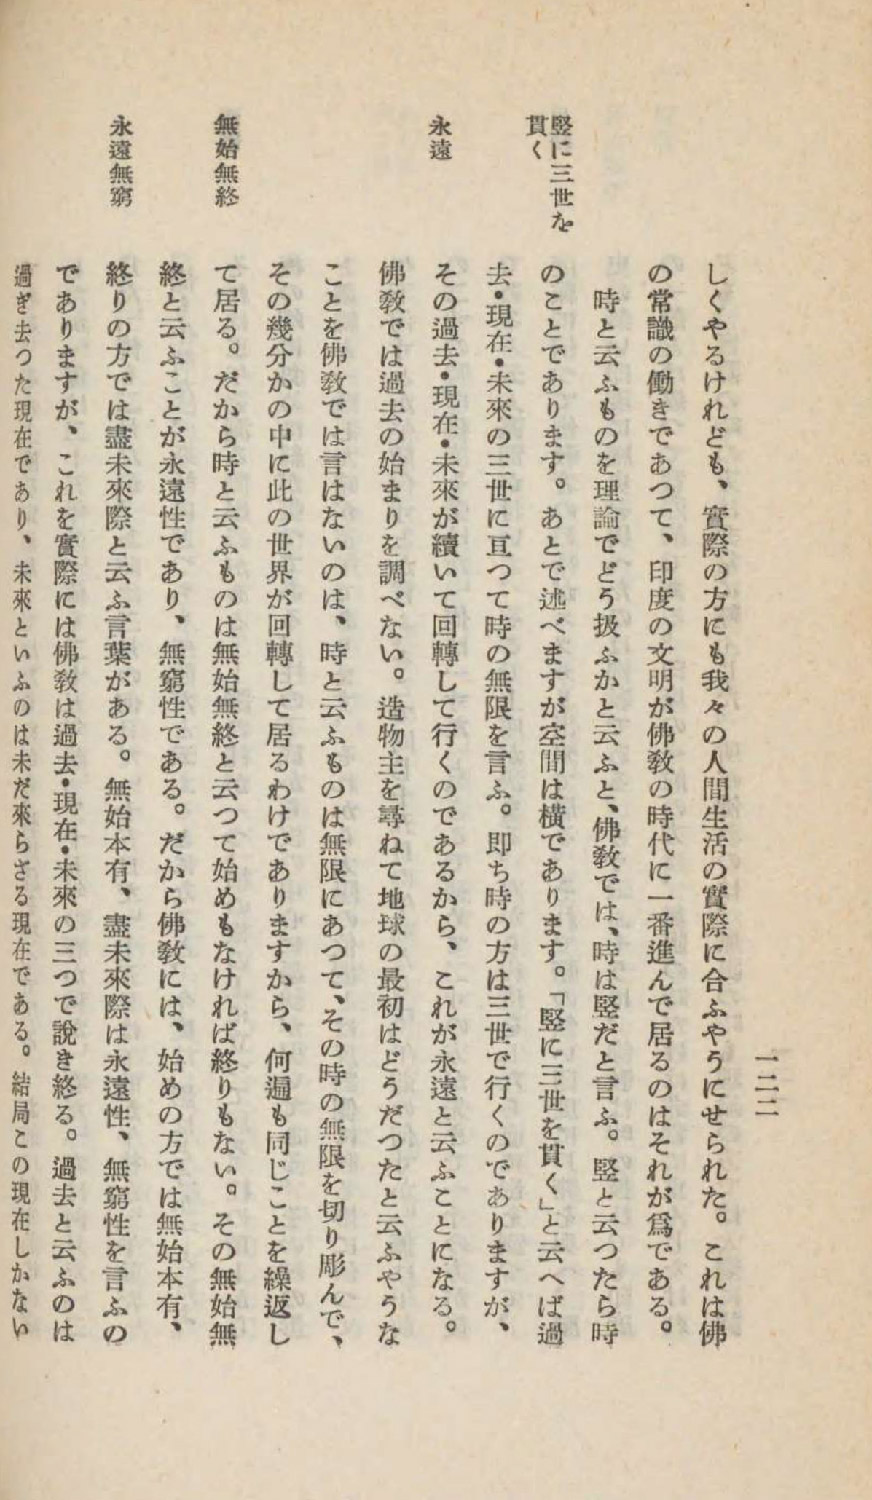 一二二
しくやるけれども、實際の方にも我々の人間生活の實際に合ふやうにせられた。これは佛
の常識の働きであつて、印度の文明が佛教の時代に一番進んで居るのはそれが爲である。
時と云ふものを理論でどう扱ふかと云ふと、佛教では、時は竪だと言ふ。竪と云つたら時
竪に三世を
貫く
のことであります。あとで述べますが空間は橫であります。「竪に三世を貫く」と云へば過
去・現在・未來の三世に亙つて時の無限を言ふ。卽ち時の方は三世で行くのでありますが、
永遠
その過去・現在・未來が續いて回轉して行くのであるから、これが永遠と云ふことになる。
佛教では過去の始まりを調べない。造物主を尋ねて地球の最初はどうだつたと云ふやうな
ことを佛教では言はないのは、時と云ふものは無限にあつて、その時の無限を切り彫んで、
その幾分かの中に此の世界が回轉して居るわけでありますから、何遍も同じことを繰返し
無始無終
て居る。だから時と云ふものは無始無終と云つて始めもなければ終りもない。その無始無
終と云ふことが永遠性であり、無窮性である。だから佛教には、始めの方では無始本有、
永遠無窮
終りの方では盡未來際と云ふ言葉がある。無始本有、盡未來際は永遠性、無窮性を言ふの
でありますが、これを實際には佛教は過去・現在・未來の三つで說き終る。過去と云ふのは
過ぎ去つた現在であり、未來といふのは未だ來らざる現在である。結局この現在しかない